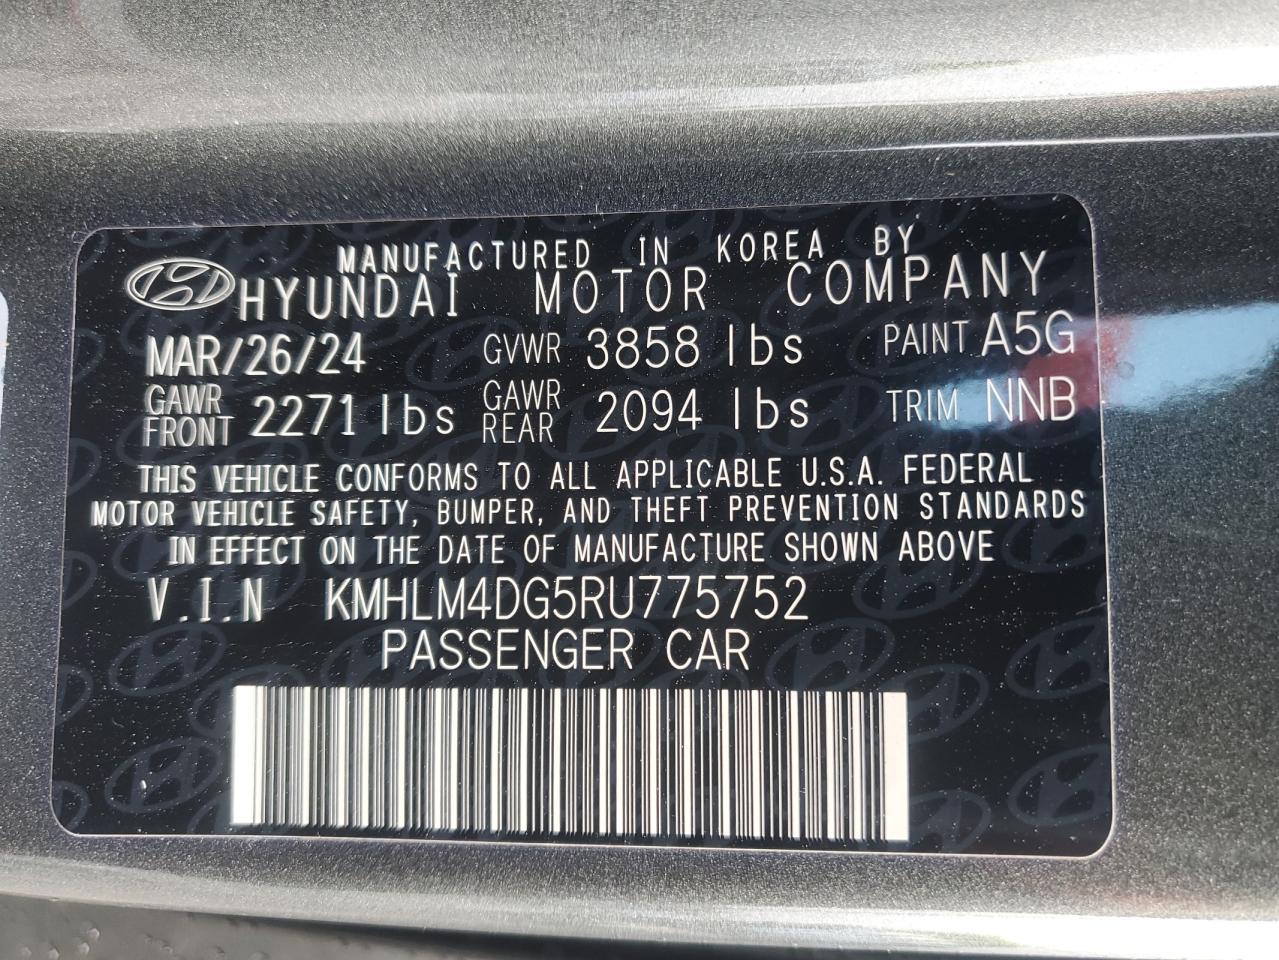 MANUFACTURED IN KOREA BY
HYUNDAI MOTOR COMPANY
MAR/26/24 GVWR 3858 lbs PAINT A5G
GAWR FRONT 2271 lbs GAWR REAR 2094 lbs TRIM NNB
THIS VEHICLE CONFORMS TO ALL APPLICABLE U.S.A. FEDERAL
MOTOR VEHICLE SAFETY, BUMPER, AND THEFT PREVENTION STANDARDS
IN EFFECT ON THE DATE OF MANUFACTURE SHOWN ABOVE
V.I.N KMHLM4DG5RU775752
PASSENGER CAR